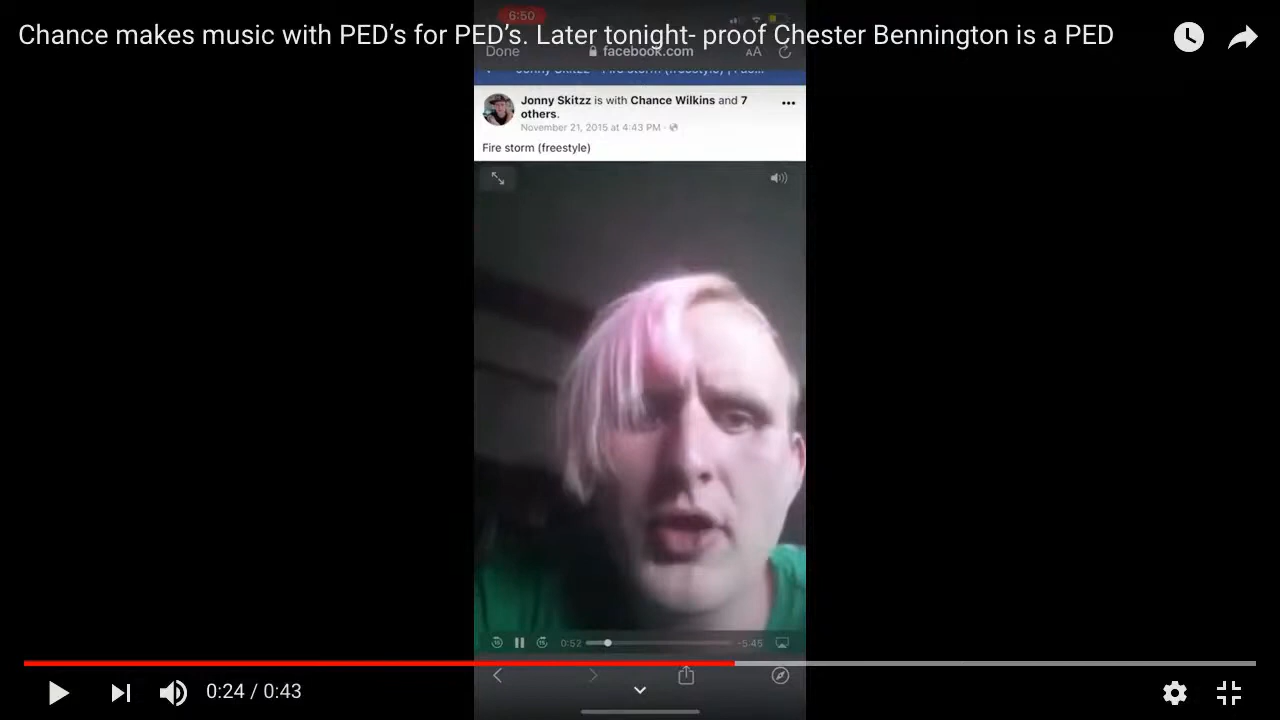 6:50
Chance makes music with PED’s for PED’s. Later tonight- proof Chester Bennington is a PED
Done
facebook.com
AA
Jonny Skitzz is with Chance Wilkins and 7
others.
November 21, 2015 at 4:43 PM ·
Fire storm (freestyle)
0:52
-5:45
0:24 / 0:43